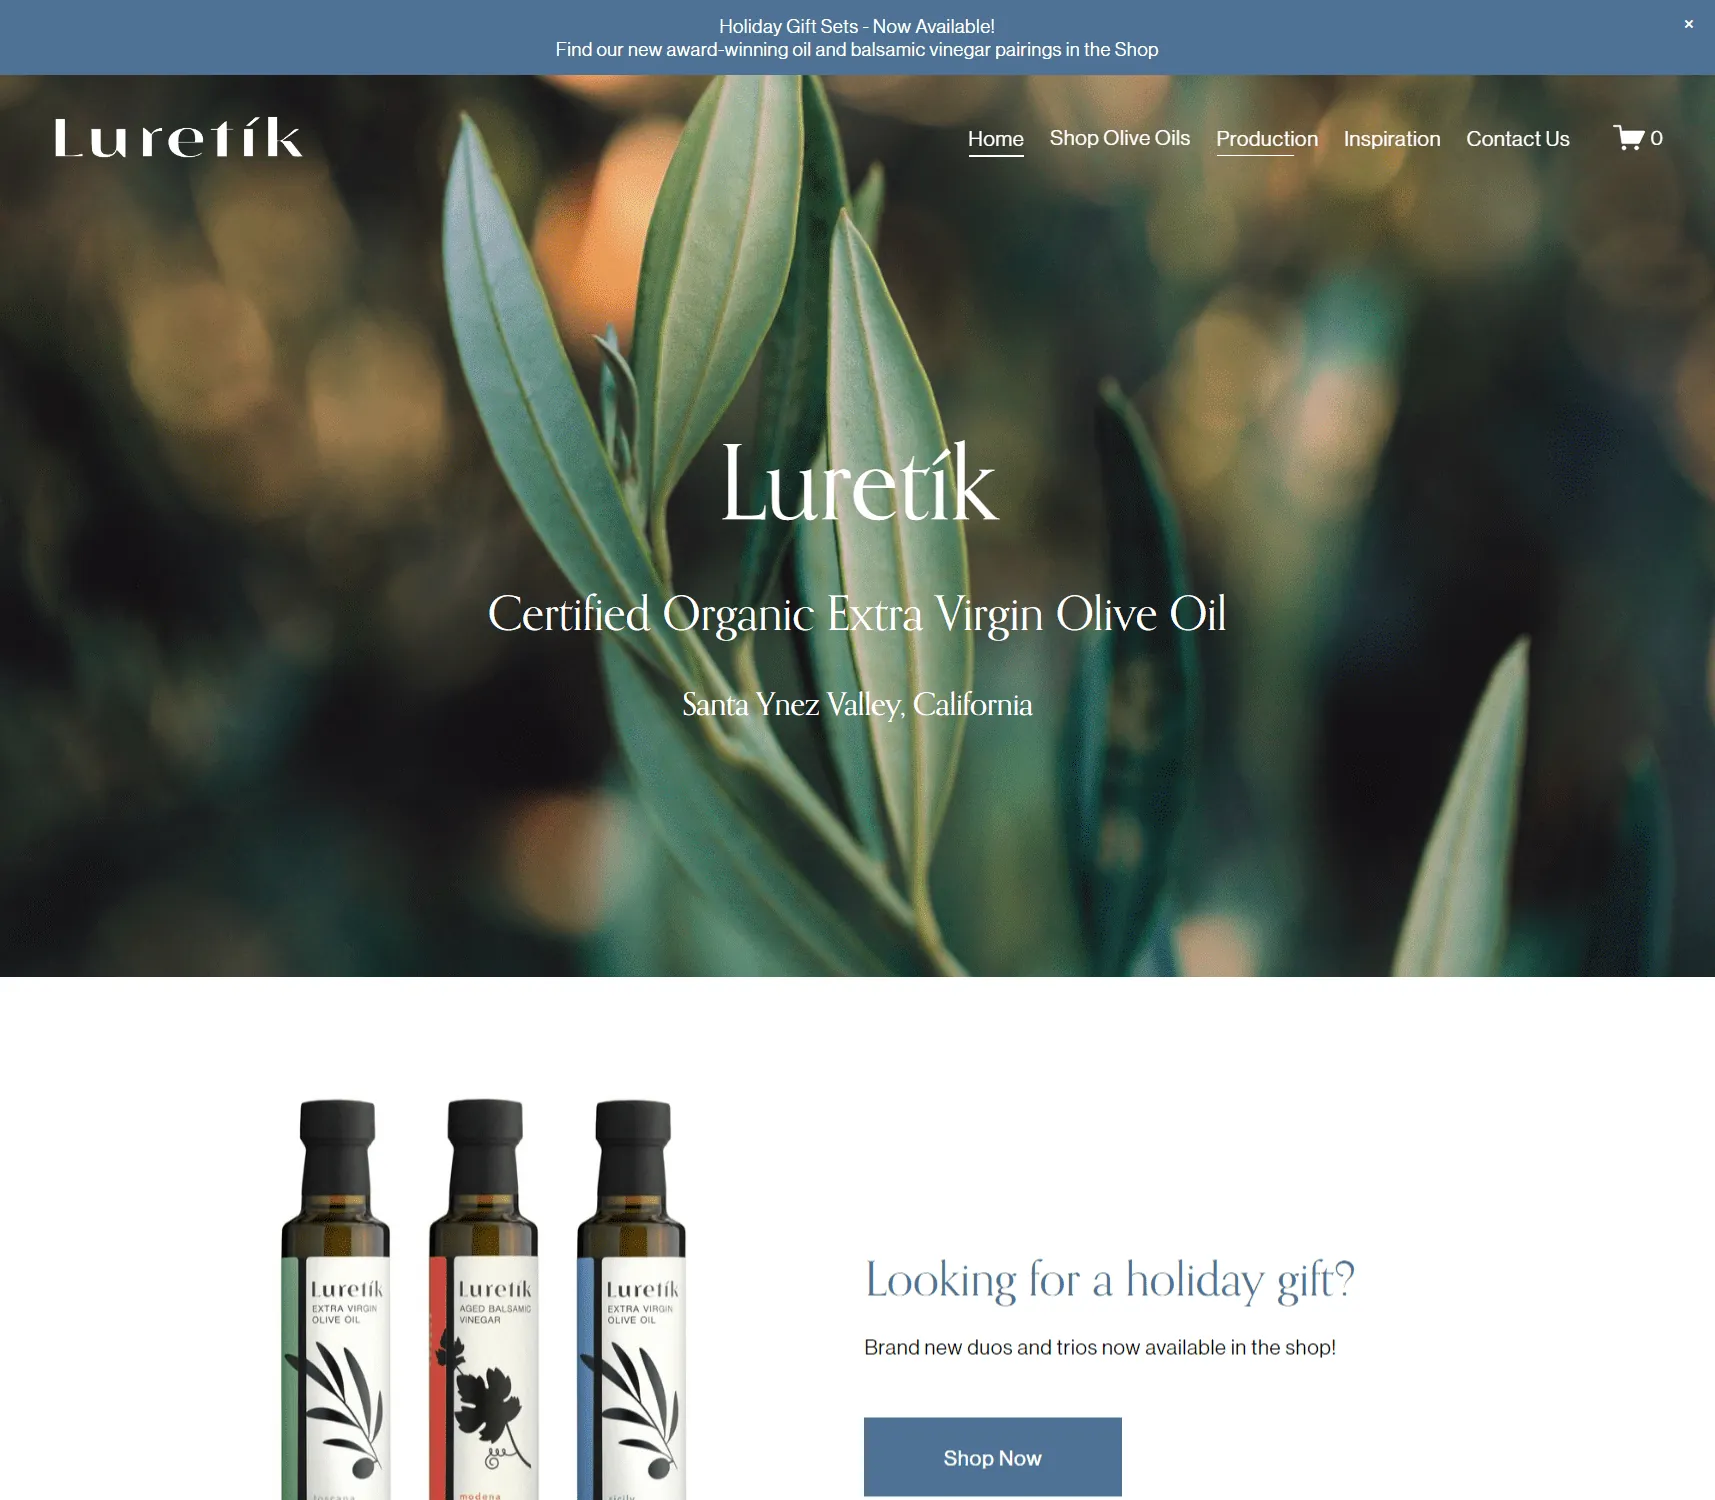 Holiday Gift Sets - Now Available!
Find our new award-winning oil and balsamic vinegar pairings in the Shop
×
Luretík
Home Shop Olive Oils Production Inspiration Contact Us 0
Luretík
Certified Organic Extra Virgin Olive Oil
Santa Ynez Valley, California
Luretík
EXTRA VIRGIN
OLIVE OIL
toscana
Luretík
AGED BALSAMIC
VINEGAR
modena
Luretík
EXTRA VIRGIN
OLIVE OIL
sicily
Looking for a holiday gift?
Brand new duos and trios now available in the shop!
Shop Now